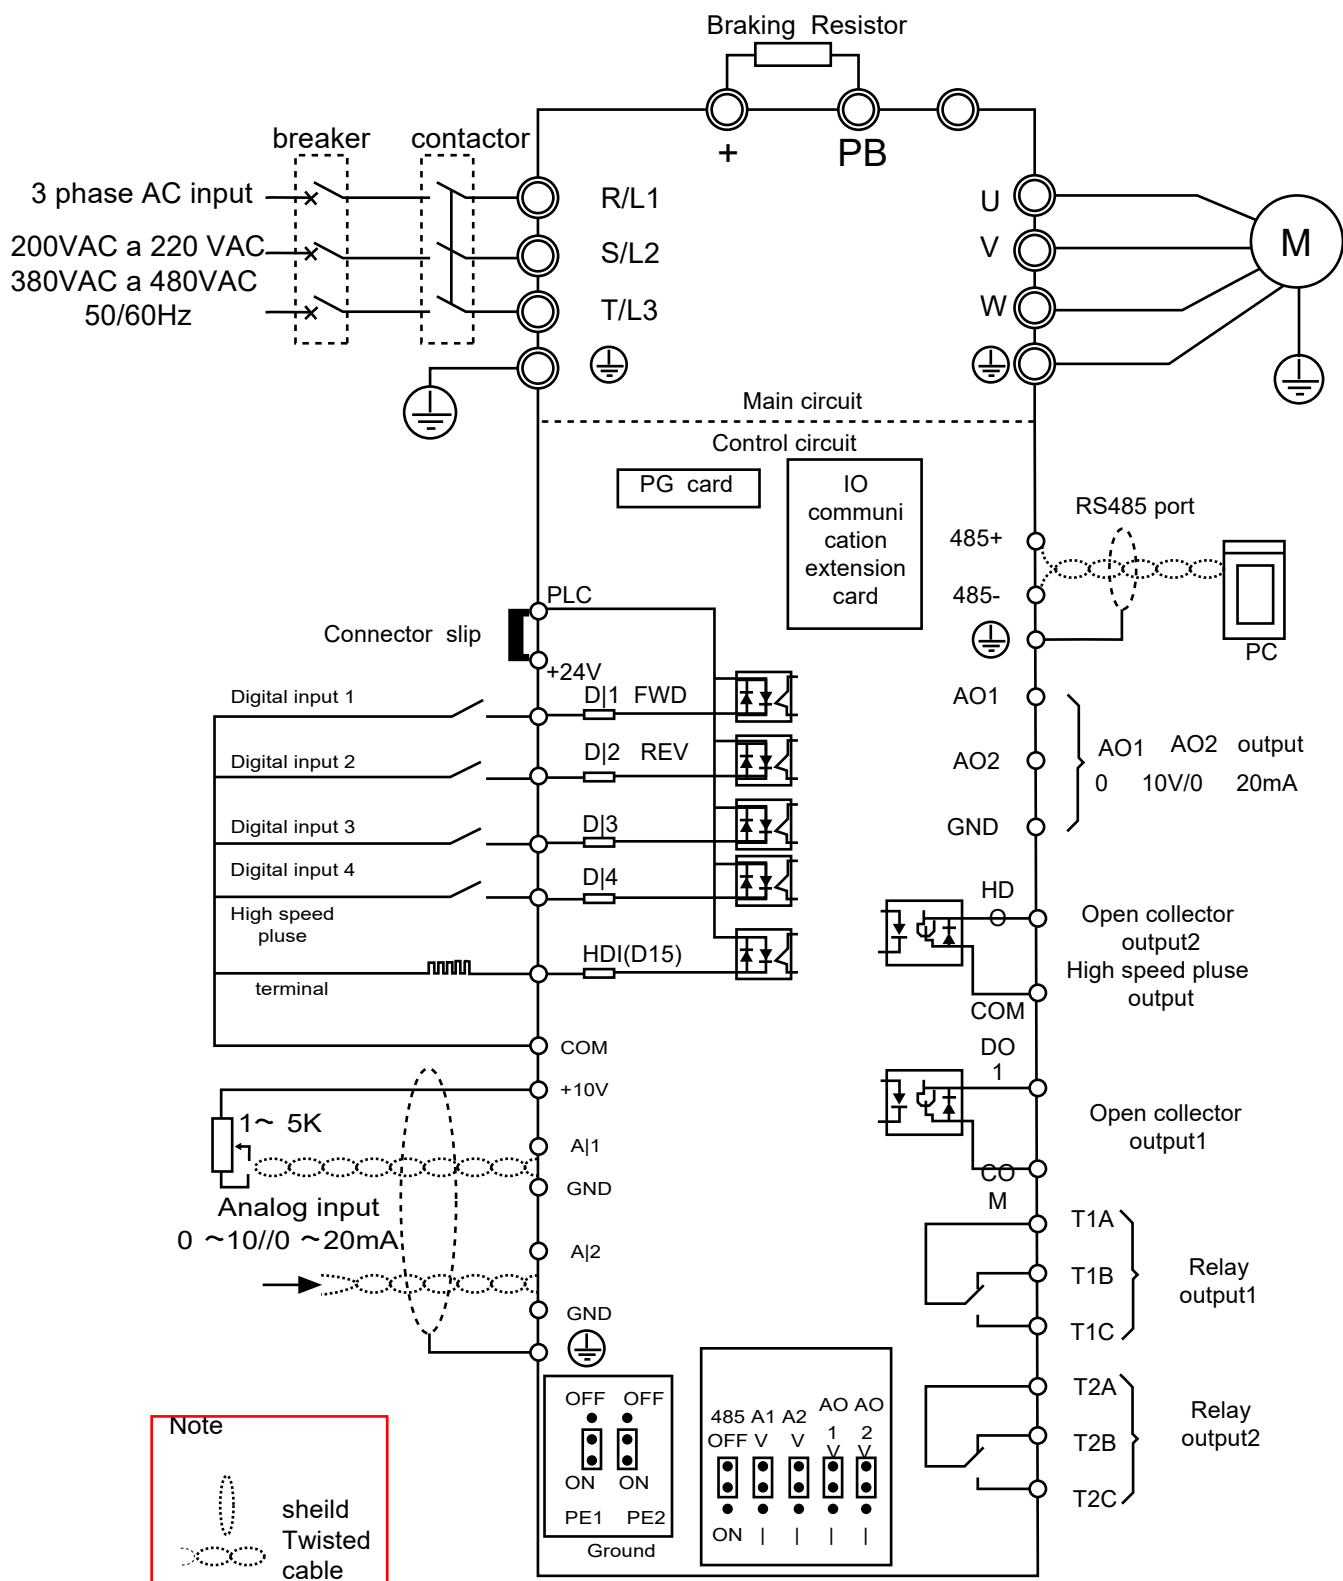 Braking Resistor
breaker
contactor
+
PB
3 phase AC input
200VAC a 220 VAC
380VAC a 480VAC
50/60Hz
R/L1
S/L2
T/L3
U
V
W
M
Main circuit
Control circuit
PG card
IO
communi
cation
extension
card
RS485 port
485+
485-
PC
PLC
Connector slip
+24V
Digital input 1
D|1 FWD
Digital input 2
D|2 REV
Digital input 3
D|3
Digital input 4
D|4
High speed
pluse
terminal
HDI(D15)
COM
+10V
1~ 5K
A|1
GND
Analog input
0 ~10//0 ~20mA
A|2
GND
AO1
AO2
GND
AO1 AO2 output
0 10V/0 20mA
HD
O
COM
Open collector
output2
High speed pluse
output
DO
1
CO
M
Open collector
output1
T1A
T1B
T1C
Relay
output1
T2A
T2B
T2C
Relay
output2
OFF OFF
ON ON
PE1 PE2
Ground
485 A1 A2 AO AO
OFF V V 1 2
V V
ON | | | |
Note
sheild
Twisted
cable